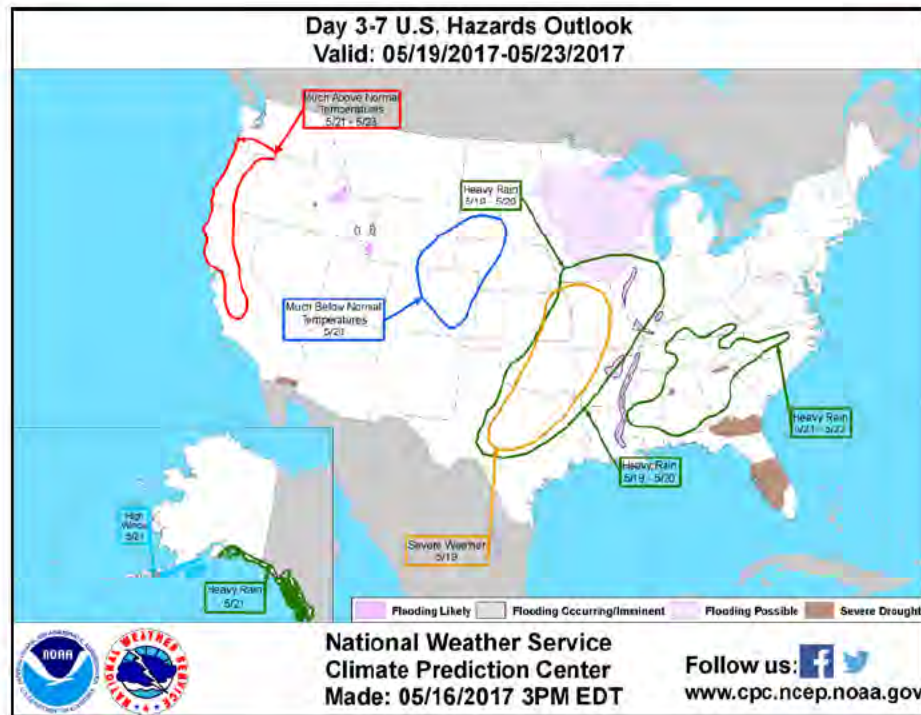 Day 3-7 U.S. Hazards Outlook
Valid: 05/19/2017-05/23/2017
Much Above Normal
Temperatures
5/21 - 5/23
Heavy Rain
5/19 - 5/20
Much Below Normal
Temperatures
Heavy Rain
5/21 - 5/22
Heavy Rain
5/19 - 5/20
Severe Weather
5/19
High
Winds
5/21
Heavy Rain
5/21
Flooding Likely
Flooding Occurring/Imminent
Flooding Possible
Severe Drought
NOAA
NATIONAL WEATHER SERVICE
National Weather Service
Climate Prediction Center
Made: 05/16/2017 3PM EDT
Follow us:
www.cpc.ncep.noaa.gov